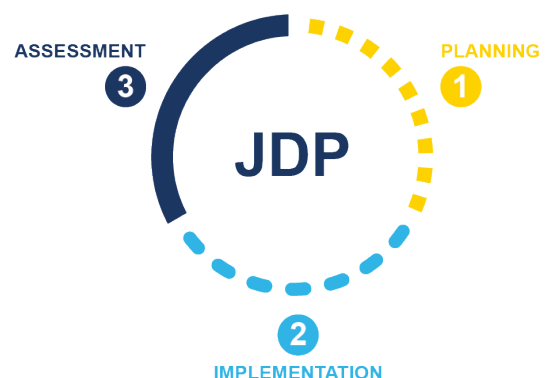 ASSESSMENT
3
PLANNING
1
JDP
2
IMPLEMENTATION